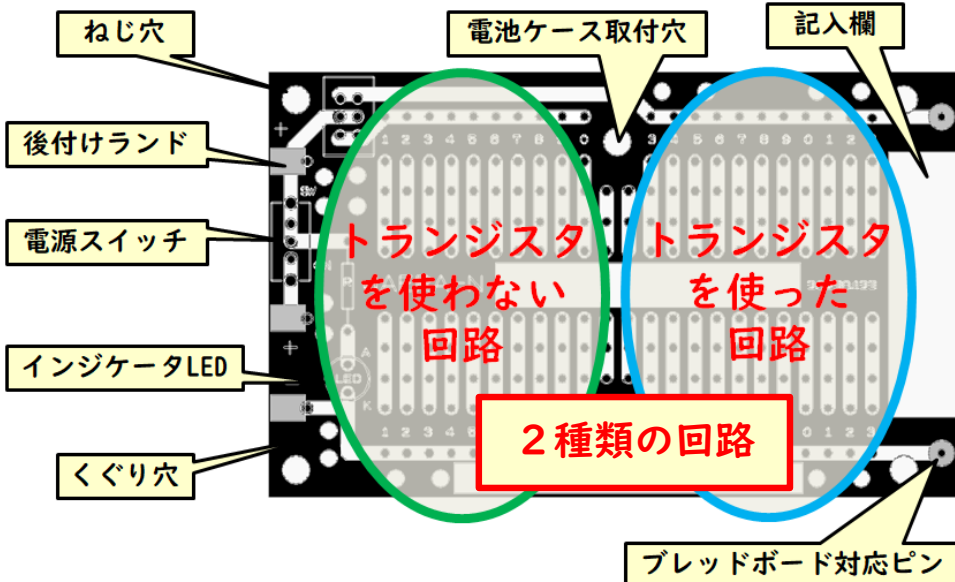 ねじ穴
電池ケース取付穴
記入欄
後付けランド
電源スイッチ
インジケータLED
くぐり穴
トランジスタ
を使わない
回路
トランジスタ
を使った
回路
2種類の回路
ブレッドボード対応ピン